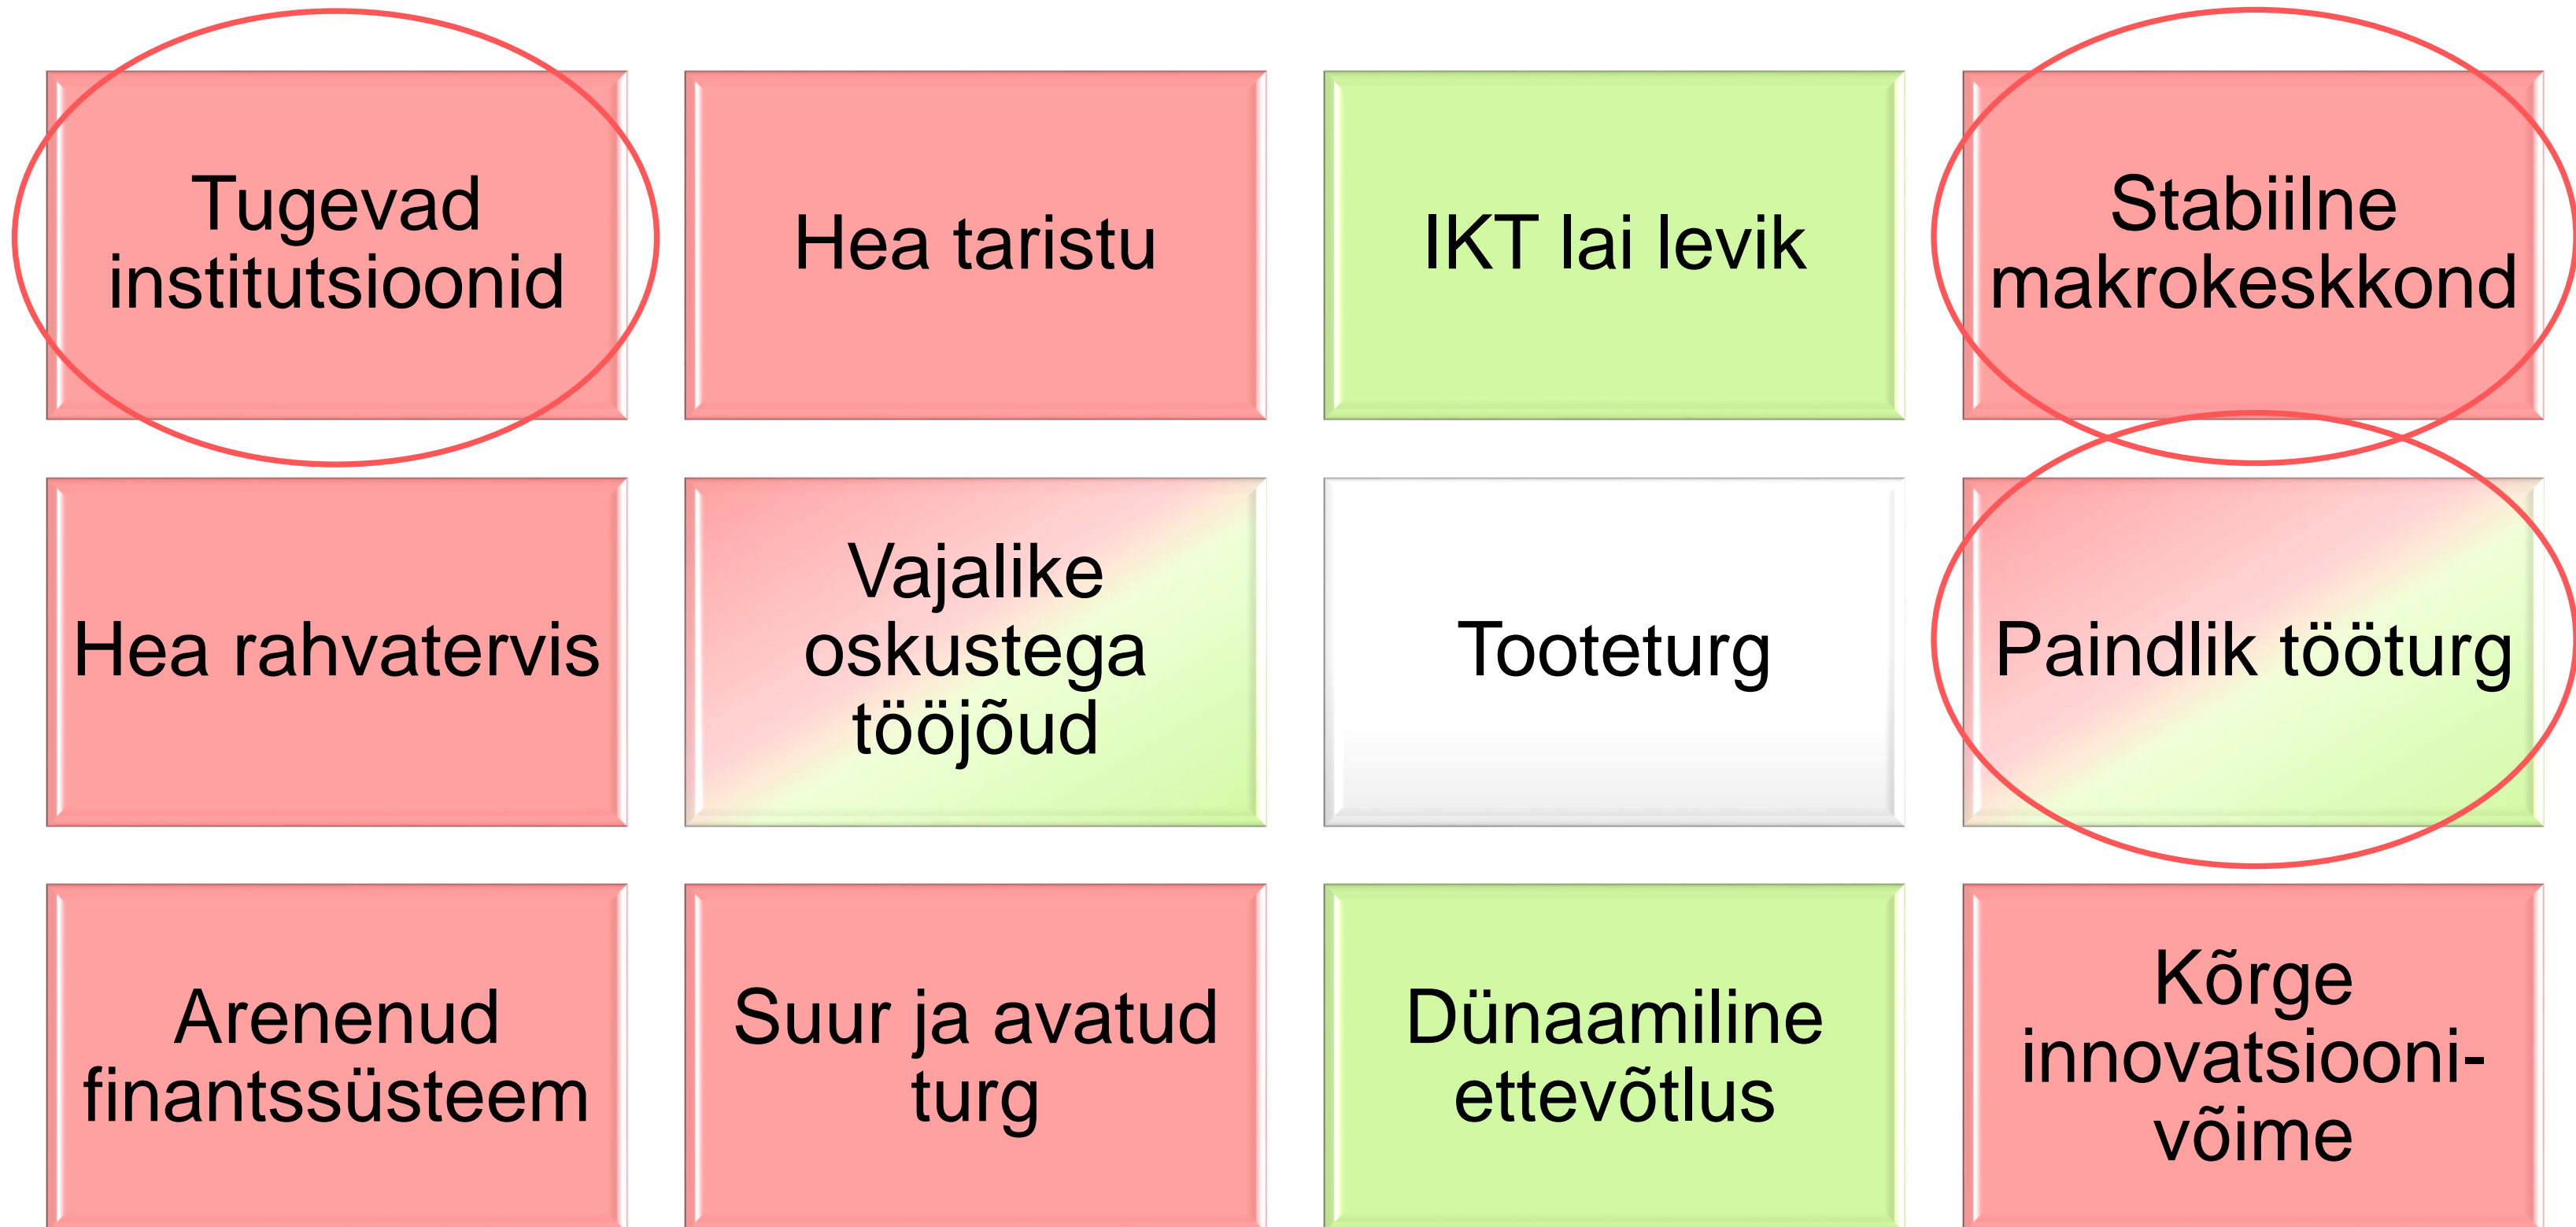 Tugevad
institutsioonid
Hea taristu
IKT lai levik
Stabiilne
makrokeskkond
Hea rahvatervis
Vajalike
oskustega
tööjõud
Tooteturg
Paindlik tööturg
Arenenud
finantssüsteem
Suur ja avatud
turg
Dünaamiline
ettevõtlus
Kõrge
innovatsiooni-
võime